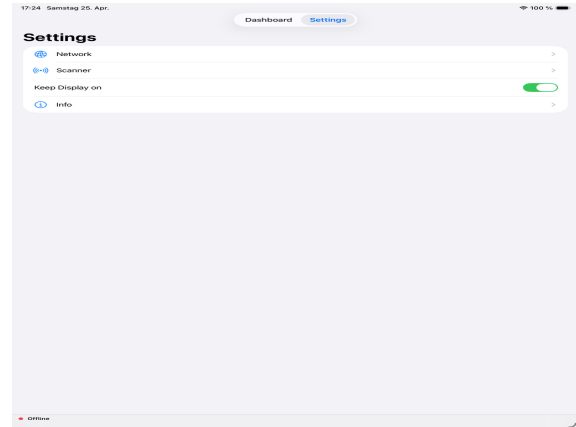 17:24 Samstag 25. Apr.
100 %
Dashboard Settings
Settings
Network
Scanner
Keep Display on
Info
Offline